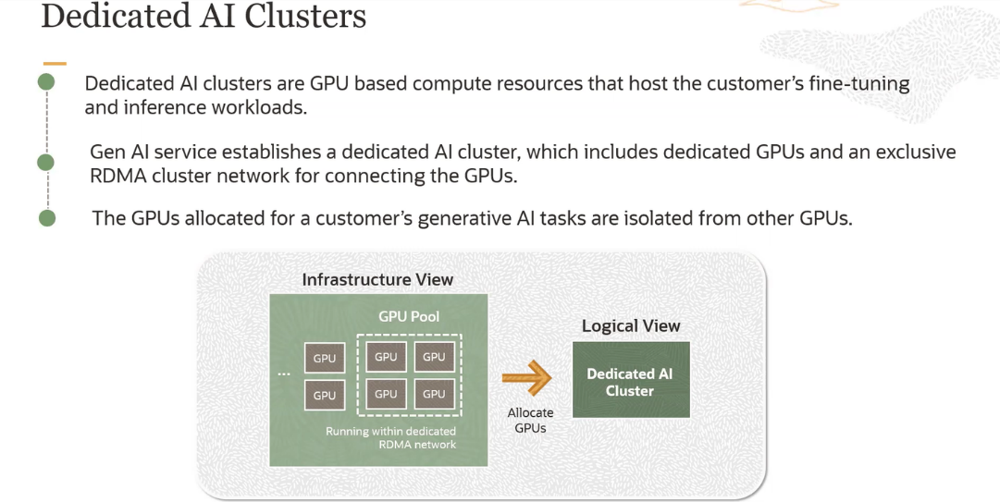 Dedicated AI Clusters
Dedicated AI clusters are GPU based compute resources that host the customer's fine-tuning
and inference workloads.
Gen AI service establishes a dedicated AI cluster, which includes dedicated GPUs and an exclusive
RDMA cluster network for connecting the GPUs.
The GPUs allocated for a customer's generative AI tasks are isolated from other GPUs.
Infrastructure View
GPU Pool
GPU GPU GPU
...
GPU GPU GPU
Running within dedicated
RDMA network
Allocate
GPUs
Logical View
Dedicated AI
Cluster